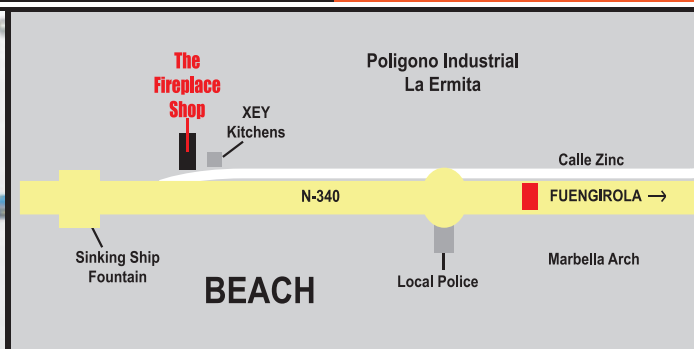 The
Fireplace
Shop
Poligono Industrial
La Ermita
XEY
Kitchens
Calle Zinc
N-340
FUENGIROLA →
Sinking Ship
Fountain
BEACH
Local Police
Marbella Arch